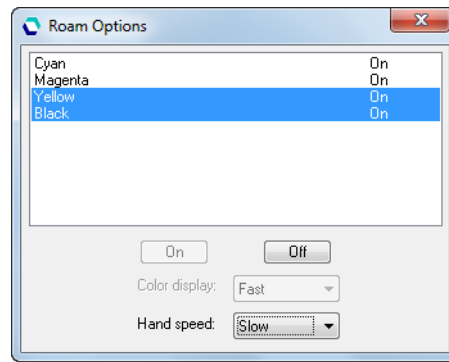 Roam Options
Cyan On
Magenta On
Yellow On
Black On
On Off
Color display: Fast
Hand speed: Slow